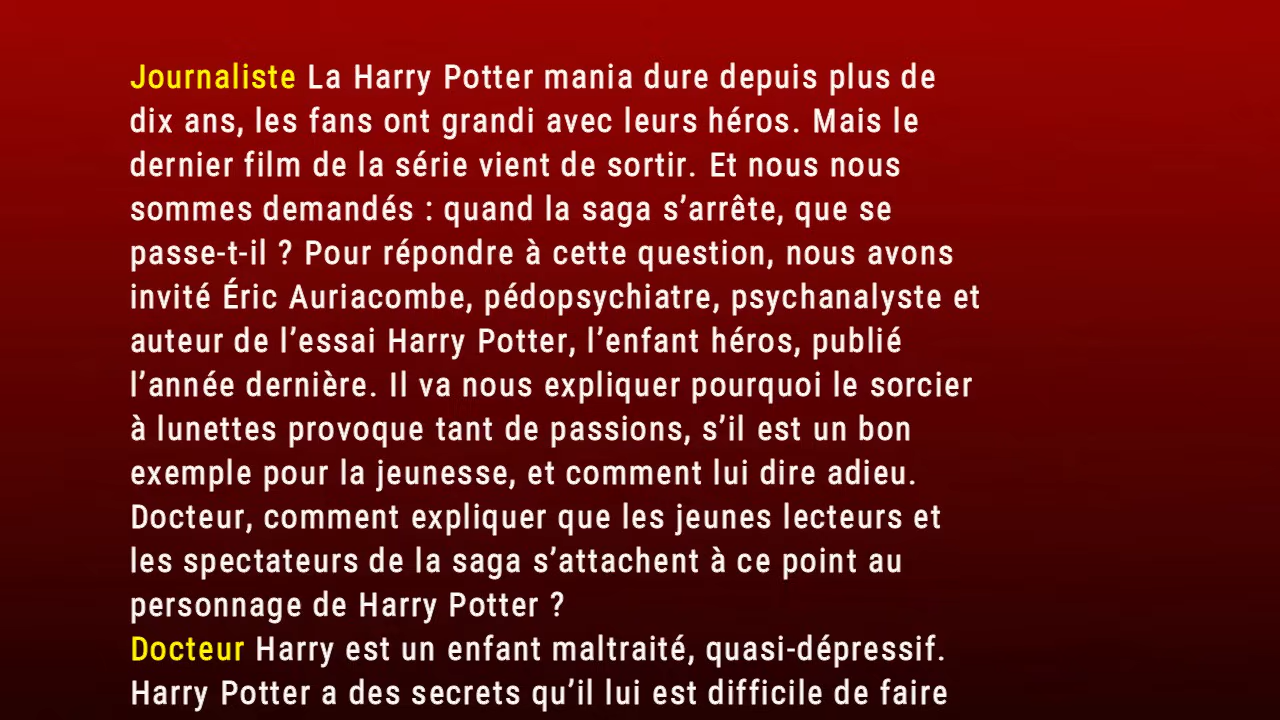 Journaliste La Harry Potter mania dure depuis plus de
dix ans, les fans ont grandi avec leurs héros. Mais le
dernier film de la série vient de sortir. Et nous nous
sommes demandés : quand la saga s’arrête, que se
passe-t-il ? Pour répondre à cette question, nous avons
invité Éric Auriacombe, pédopsychiatre, psychanalyste et
auteur de l’essai Harry Potter, l’enfant héros, publié
l’année dernière. Il va nous expliquer pourquoi le sorcier
à lunettes provoque tant de passions, s’il est un bon
exemple pour la jeunesse, et comment lui dire adieu.
Docteur, comment expliquer que les jeunes lecteurs et
les spectateurs de la saga s’attachent à ce point au
personnage de Harry Potter ?
Docteur Harry est un enfant maltraité, quasi-dépressif.
Harry Potter a des secrets qu’il lui est difficile de faire